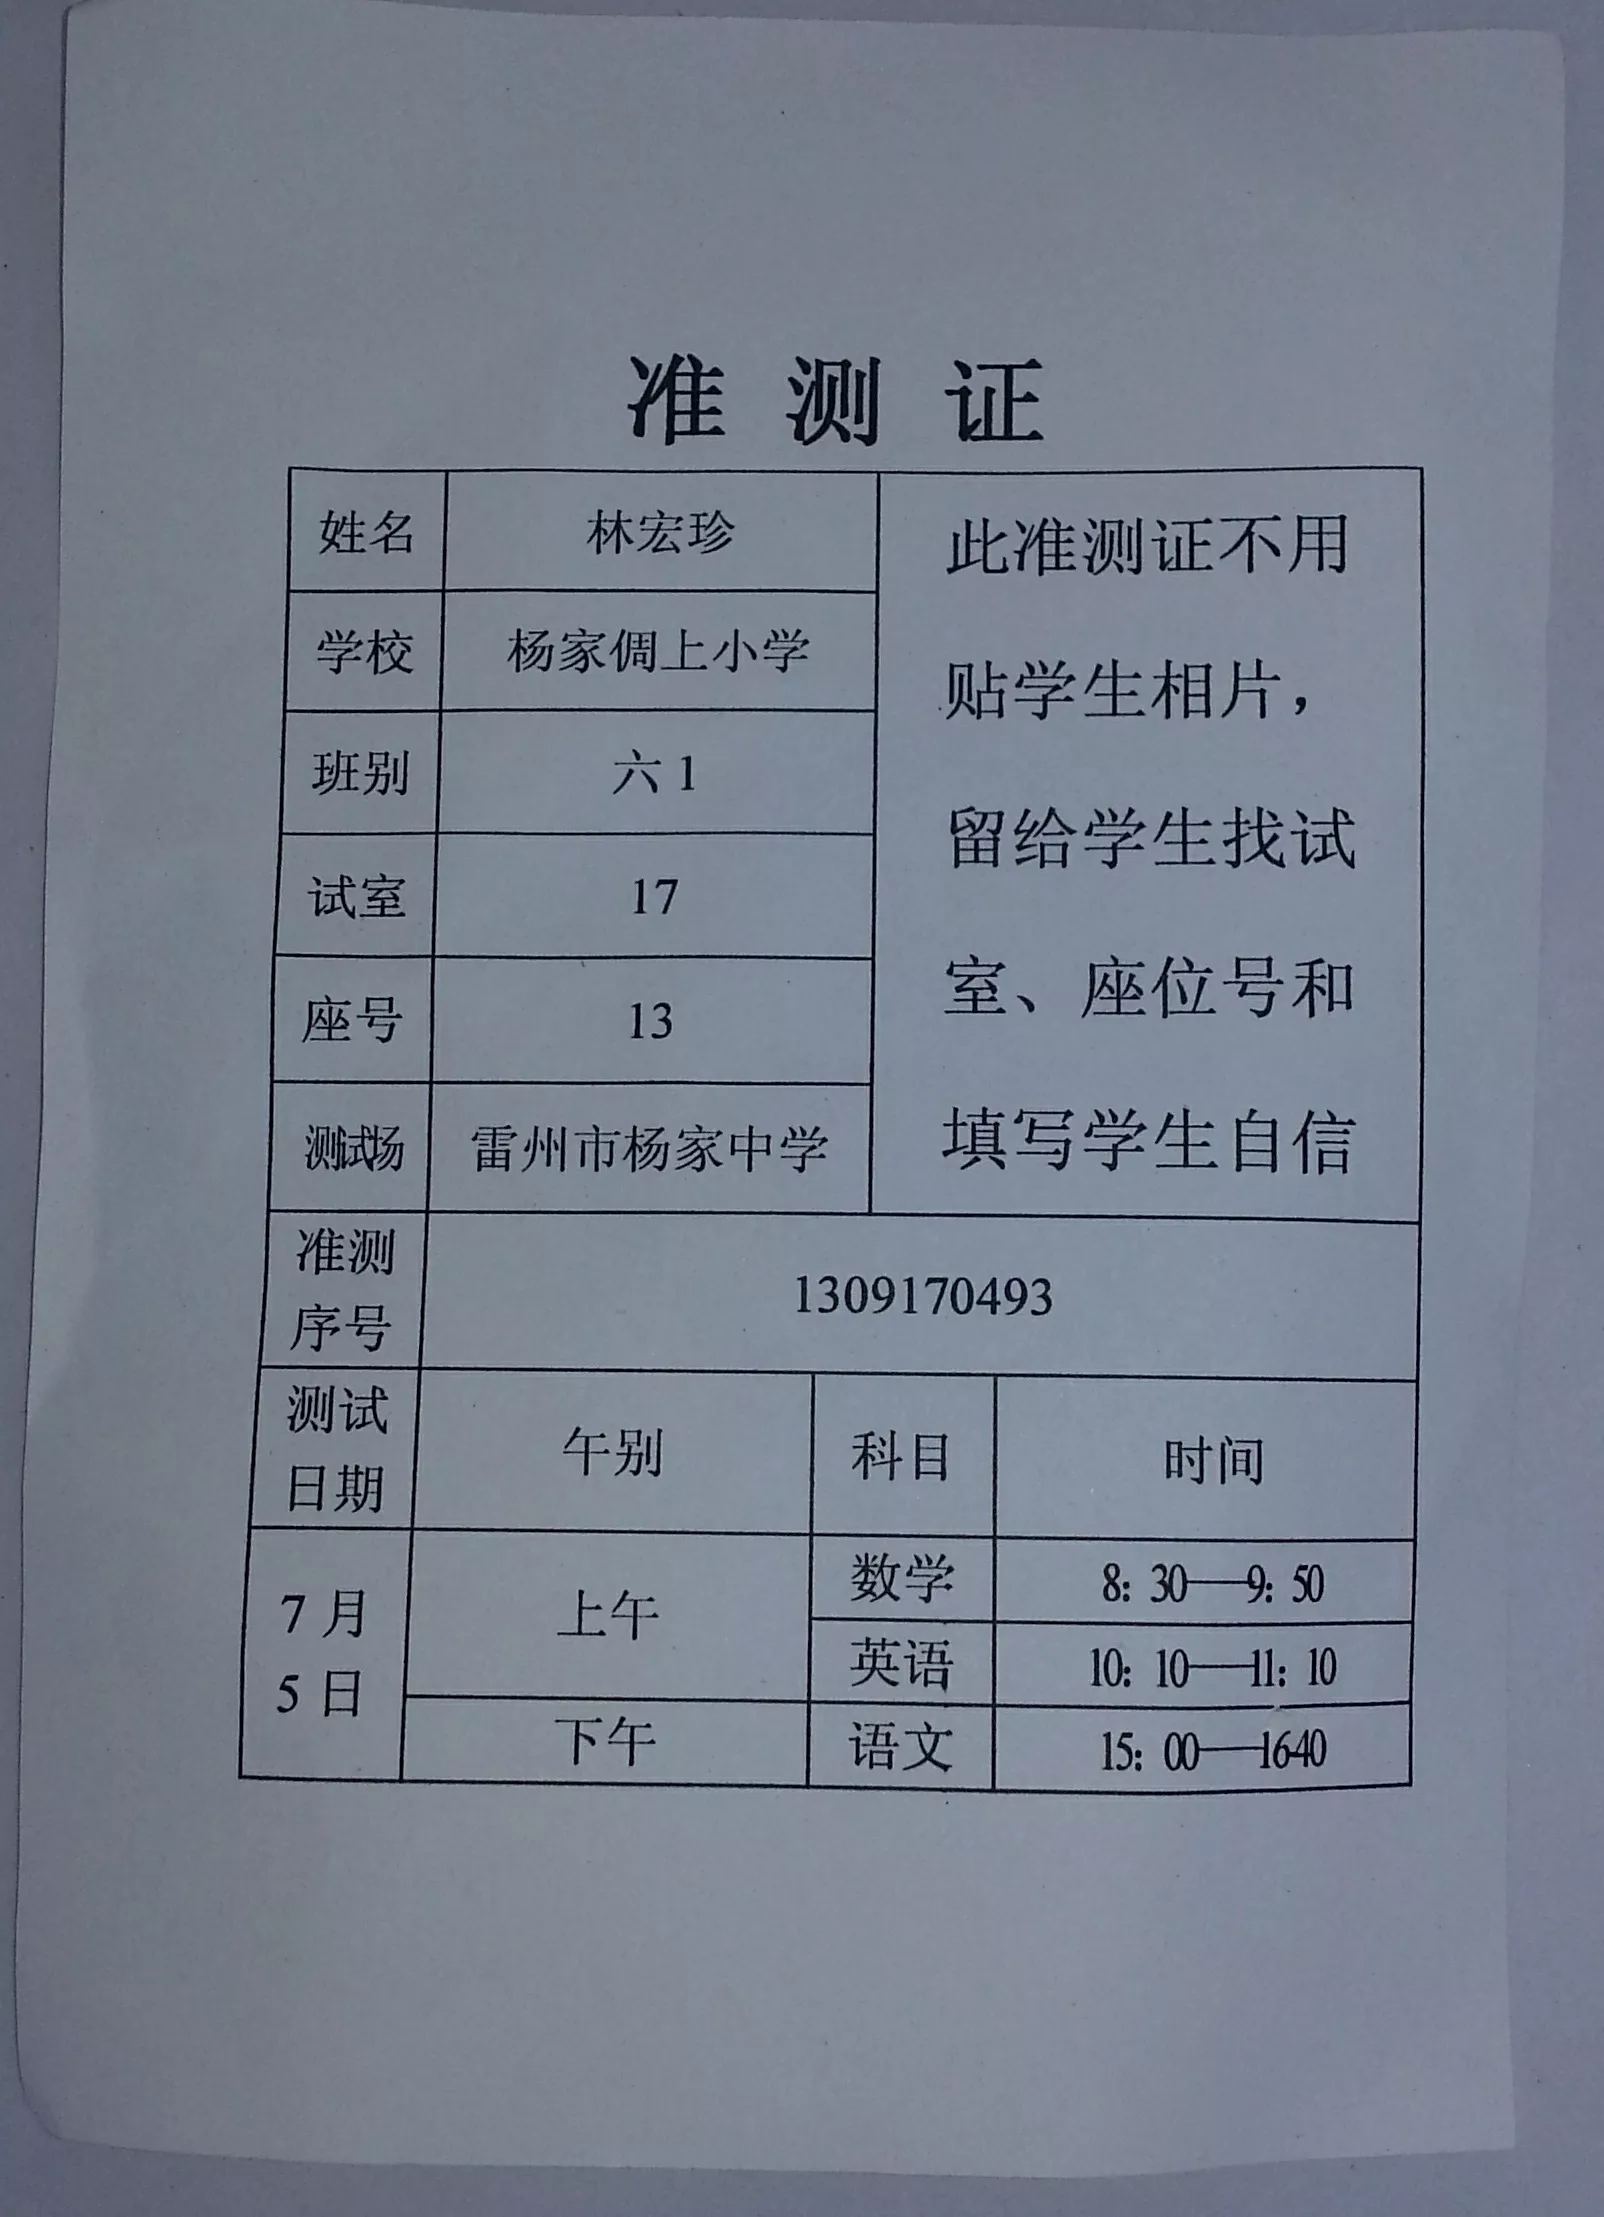 准 测 证
姓名 林宏珍
学校 杨家倜上小学
班别 六 1
试室 17
座号 13
测试场 雷州市杨家中学
此准测证不用
贴学生相片，
留给学生找试
室、座位号和
填写学生自信
准测
序号
1309170493
测试
日期
午别 科目 时间
7 月
5 日
上午
数学 8：30—9：50
英语 10：10—11：10
下午 语文 15：00—1640